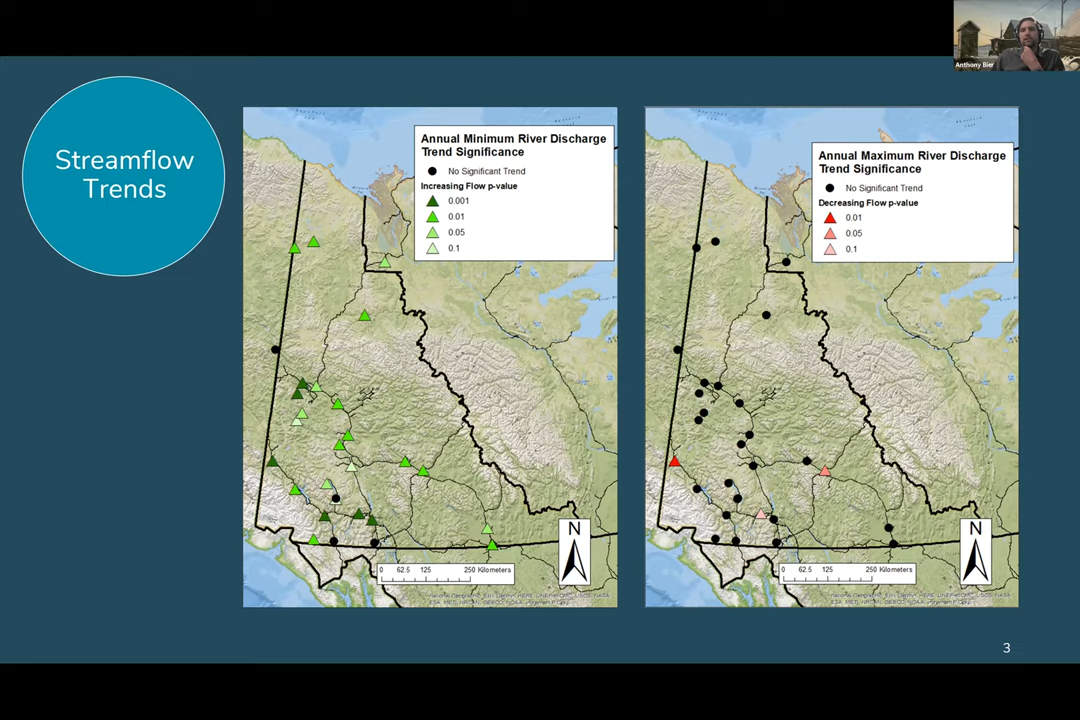 Anthony Bier
Streamflow
Trends
Annual Minimum River Discharge
Trend Significance
No Significant Trend
Increasing Flow p-value
0.001
0.01
0.05
0.1
N
0 62.5 125 250 Kilometers
Annual Maximum River Discharge
Trend Significance
No Significant Trend
Decreasing Flow p-value
0.01
0.05
0.1
N
0 62.5 125 250 Kilometers
3